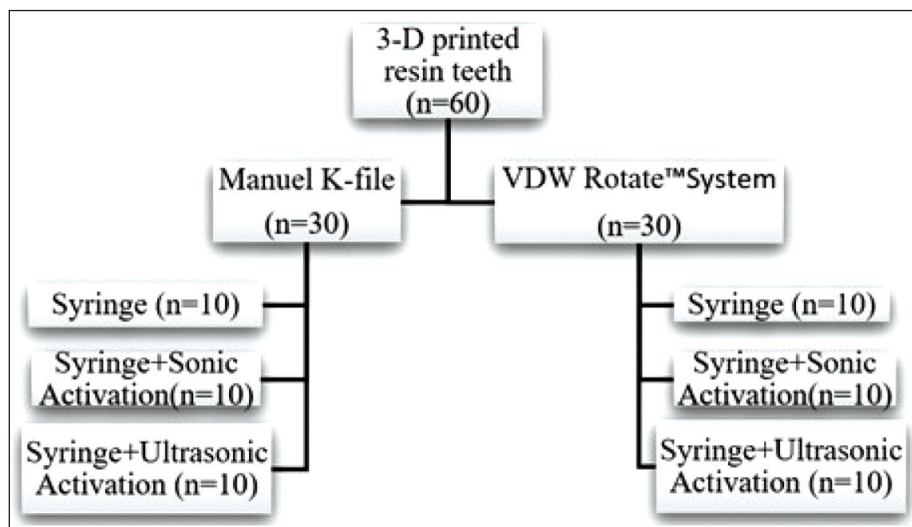 3-D printed
resin teeth
(n=60)
Manuel K-file
(n=30)
VDW Rotate™System
(n=30)
Syringe (n=10)
Syringe+Sonic
Activation(n=10)
Syringe+Ultrasonic
Activation (n=10)
Syringe (n=10)
Syringe+Sonic
Activation(n=10)
Syringe+Ultrasonic
Activation (n=10)